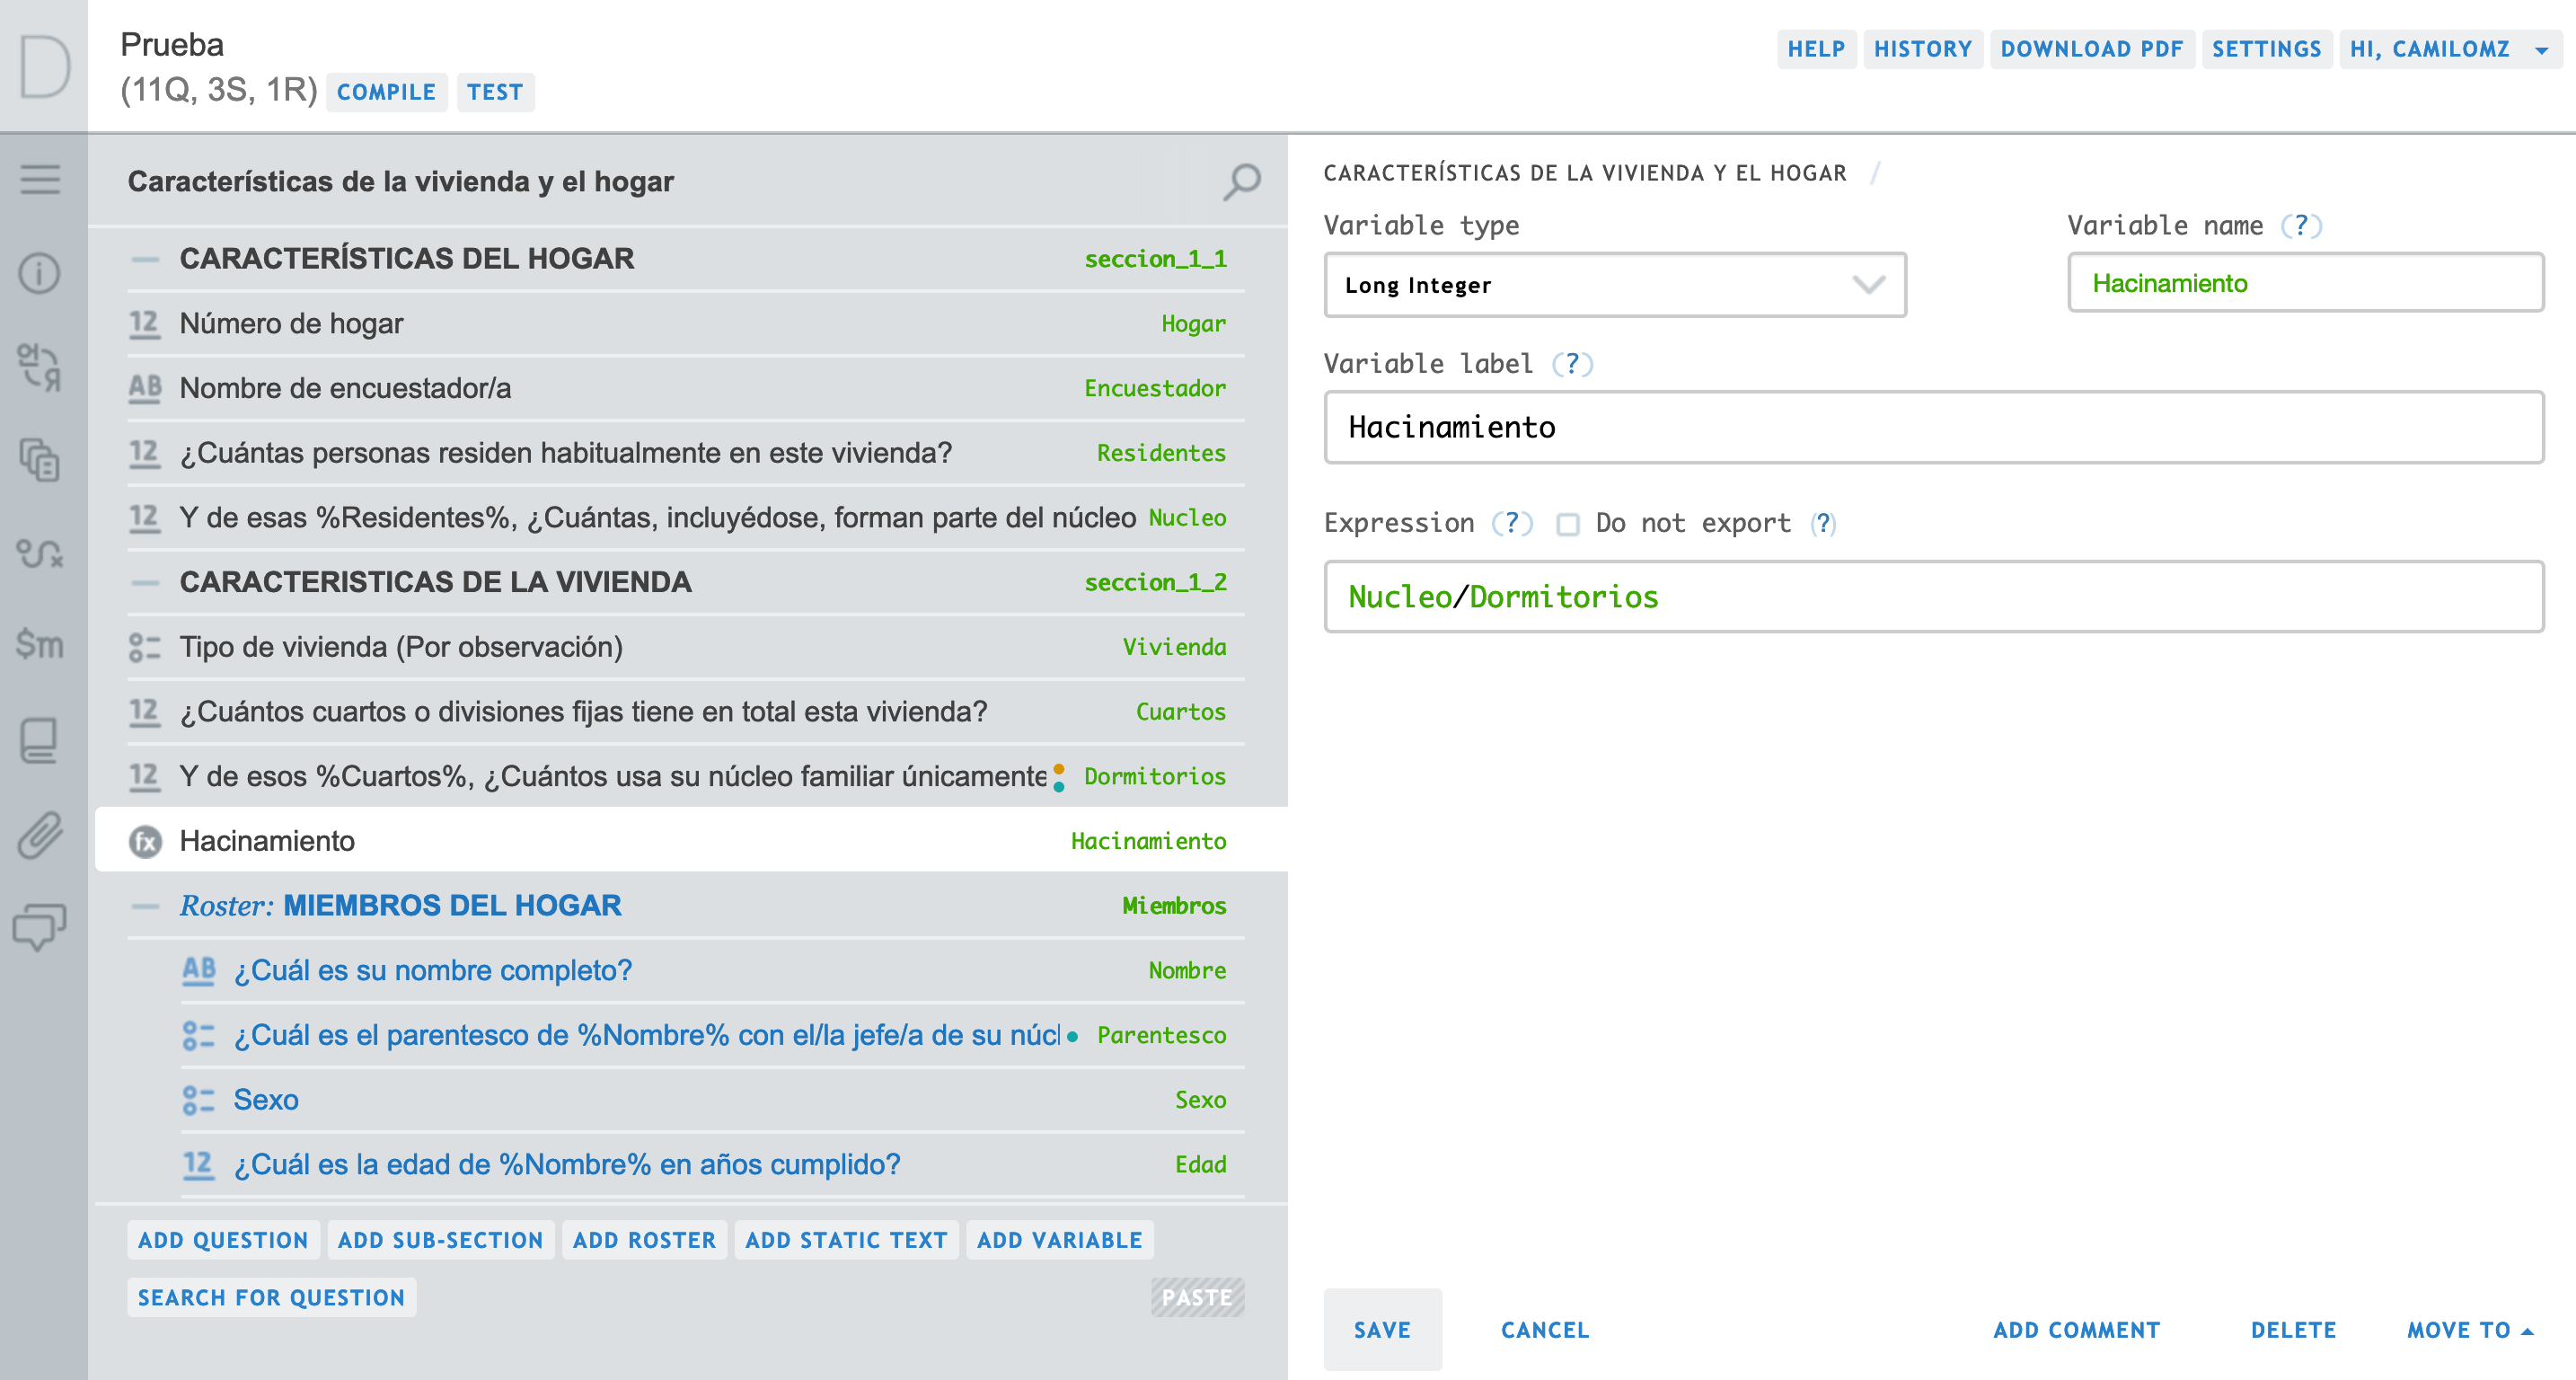 D
Prueba
(11Q, 3S, 1R) COMPILE TEST
HELP HISTORY DOWNLOAD PDF SETTINGS HI, CAMILOMZ
Características de la vivienda y el hogar
CARACTERÍSTICAS DEL HOGAR seccion_1_1
12 Número de hogar Hogar
AB Nombre de encuestador/a Encuestador
12 ¿Cuántas personas residen habitualmente en este vivienda? Residentes
12 Y de esas %Residentes%, ¿Cuántas, incluyédose, forman parte del núcleo Nucleo
CARACTERISTICAS DE LA VIVIENDA seccion_1_2
Tipo de vivienda (Por observación) Vivienda
12 ¿Cuántos cuartos o divisiones fijas tiene en total esta vivienda? Cuartos
12 Y de esos %Cuartos%, ¿Cuántos usa su núcleo familiar únicamente Dormitorios
fx Hacinamiento Hacinamiento
Roster: MIEMBROS DEL HOGAR Miembros
AB ¿Cuál es su nombre completo? Nombre
¿Cuál es el parentesco de %Nombre% con el/la jefe/a de su núcl Parentesco
Sexo Sexo
12 ¿Cuál es la edad de %Nombre% en años cumplido? Edad
ADD QUESTION ADD SUB-SECTION ADD ROSTER ADD STATIC TEXT ADD VARIABLE
SEARCH FOR QUESTION PASTE
$m
CARACTERÍSTICAS DE LA VIVIENDA Y EL HOGAR /
Variable type Variable name (?)
Long Integer Hacinamiento
Variable label (?)
Hacinamiento
Expression (?) Do not export (?)
Nucleo/Dormitorios
SAVE CANCEL ADD COMMENT DELETE MOVE TO